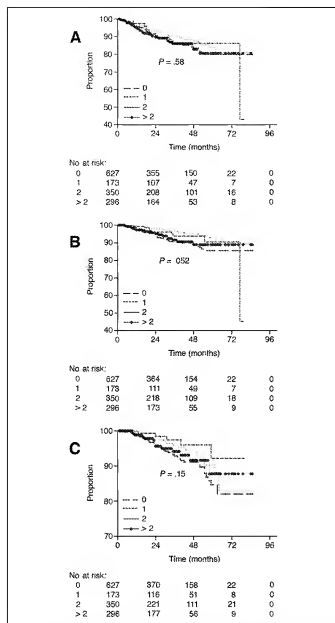 A
100
90
80
70
60
50
40
Proportion
P = .58
0
1
2
> 2
0 24 48 72 96
Time (months)
No at risk:
0 627 355 150 22 0
1 173 107 47 7 0
2 350 208 101 16 0
> 2 296 164 53 8 0
B
100
90
80
70
60
50
40
Proportion
P = .052
0
1
2
> 2
0 24 48 72 96
Time (months)
No at risk:
0 627 364 154 22 0
1 173 111 49 7 0
2 350 218 109 18 0
> 2 296 173 55 9 0
C
100
90
80
70
Proportion
P = .15
0
1
2
> 2
0 24 48 72 96
Time (months)
No at risk:
0 627 370 158 22 0
1 173 116 51 8 0
2 350 221 111 21 0
> 2 296 177 56 9 0